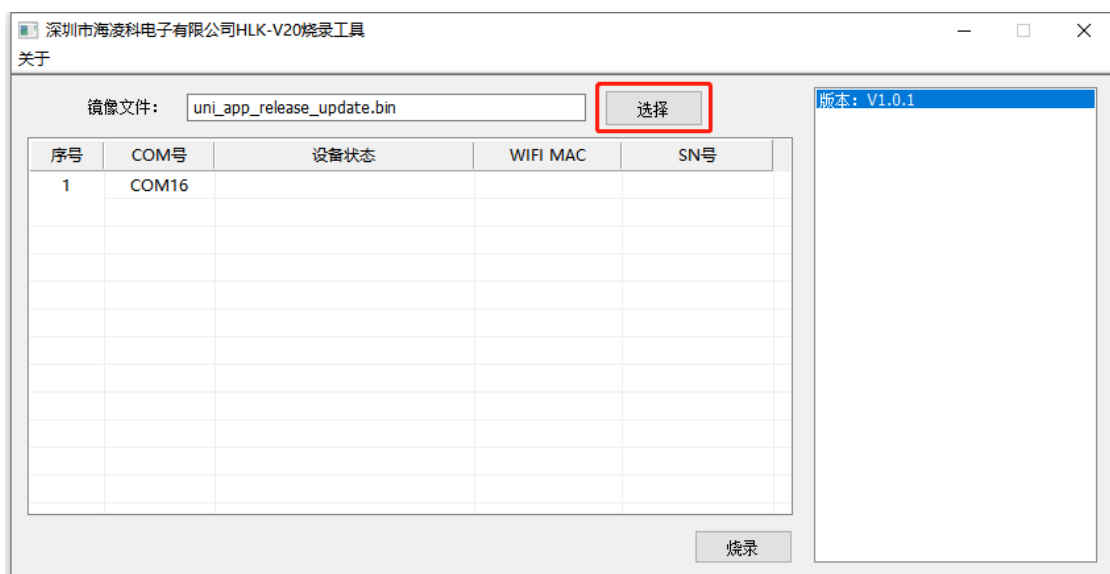 深圳市海凌科电子有限公司HLK-V20烧录工具
关于
镜像文件： uni_app_release_update.bin 选择
版本：V1.0.1
序号 COM号 设备状态 WIFI MAC SN号
1 COM16
烧录